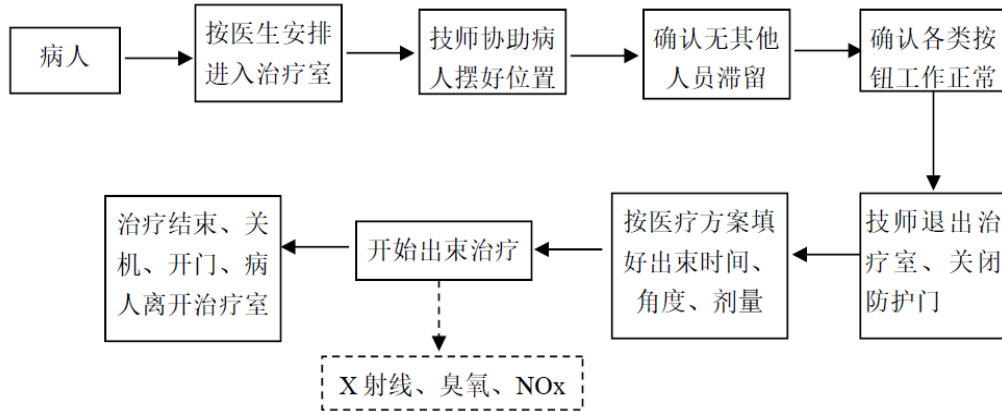 病人
按医生安排
进入治疗室
技师协助病
人摆好位置
确认无其他
人员滞留
确认各类按
钮工作正常
技师退出治
疗室、关闭
防护门
按医疗方案填
好出束时间、
角度、剂量
开始出束治疗
治疗结束、关
机、开门、病
人离开治疗室
X 射线、臭氧、NOx